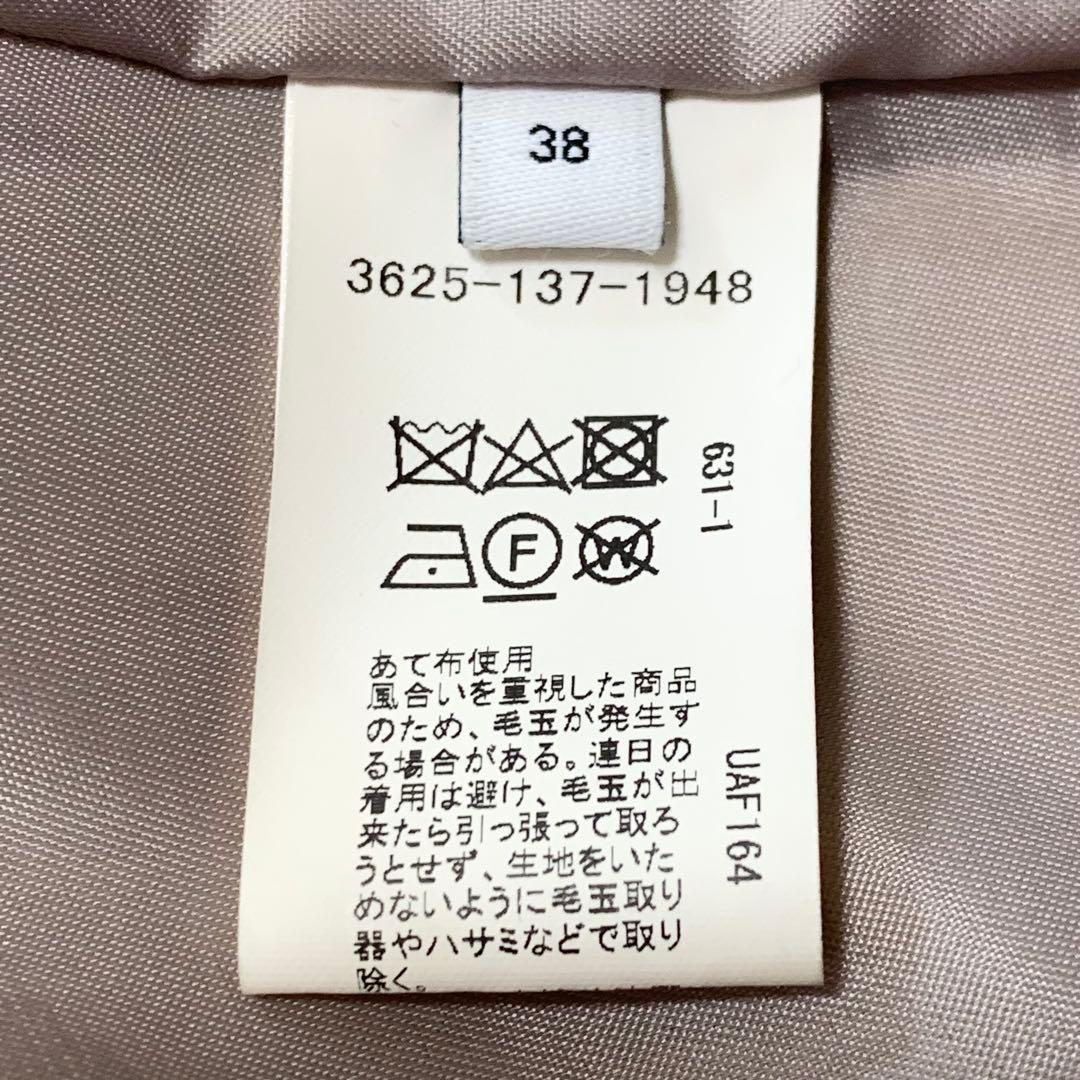 38
3625-137-1948
631-1
F
W
あて布使用
風合いを重視した商品
のため、毛玉が発生す
る場合がある。連日の
着用は避け、毛玉が出
来たら引っ張って取ろ
うとせず、生地をいた
めないように毛玉取り
器やハサミなどで取り
除く。
UAF164